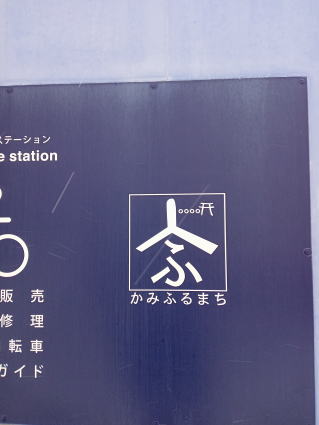 ステーション
e station
販売
修理
転車
ガイド
ふ
かみふるまち